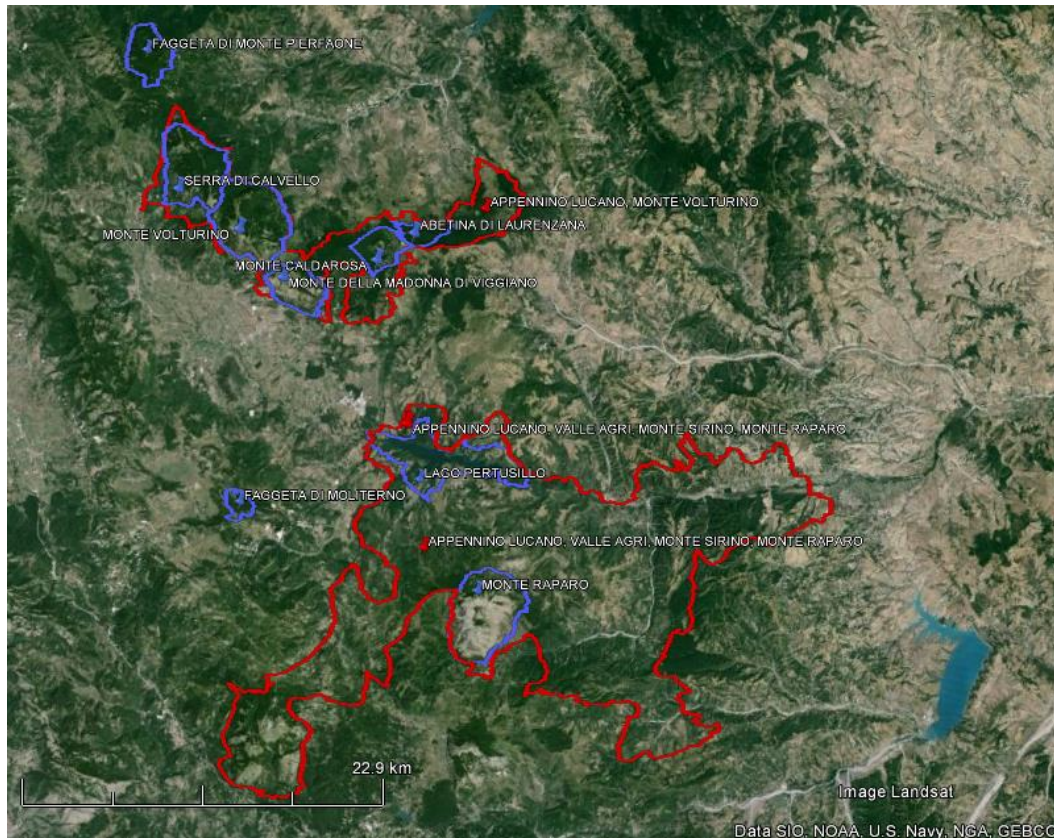 FAGGETA DI MONTE PIERFAONE
SERRA DI CALVELLO
APPENNINO LUCANO, MONTE VOLTURINO
ABETINA DI LAURENZANA
MONTE VOLTURINO
MONTE CALDAROSA
MONTE DELLA MADONNA DI VIGGIANO
APPENNINO LUCANO, VALLE AGRI, MONTE SIRINO, MONTE RAPARO
LAGO PERTUSILLO
FAGGETA DI MOLITERNO
APPENNINO LUCANO, VALLE AGRI, MONTE SIRINO, MONTE RAPARO
MONTE RAPARO
22.9 km
Image Landsat
Data SIO, NOAA, U.S. Navy, NGA, GEBCO